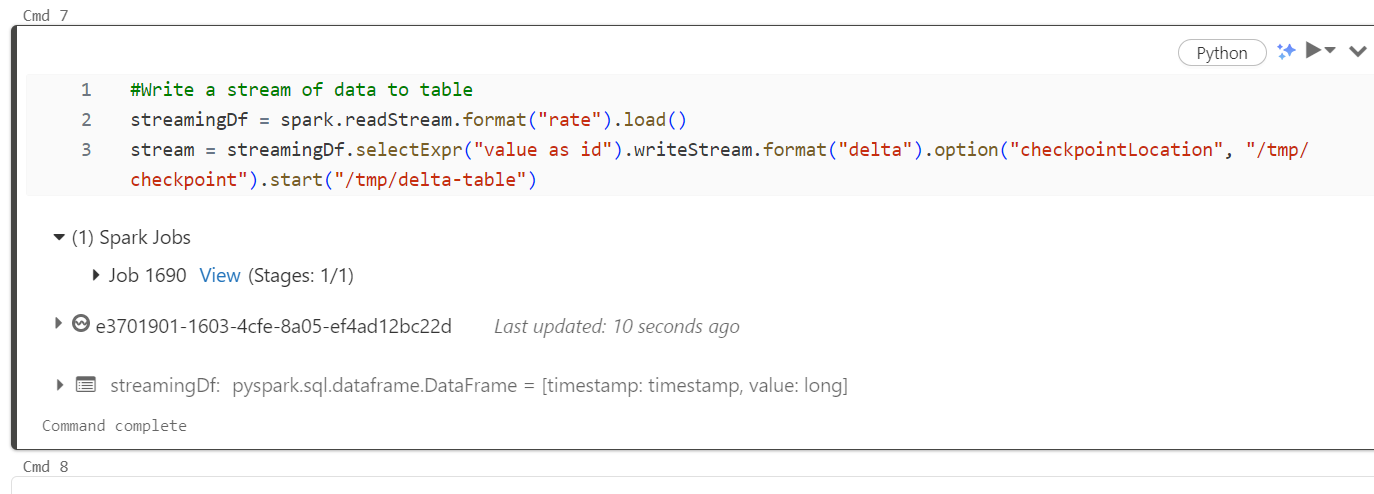 Cmd 7
Python
1 #Write a stream of data to table
2 streamingDf = spark.readStream.format("rate").load()
3 stream = streamingDf.selectExpr("value as id").writeStream.format("delta").option("checkpointLocation", "/tmp/
checkpoint").start("/tmp/delta-table")
(1) Spark Jobs
Job 1690 View (Stages: 1/1)
e3701901-1603-4cfe-8a05-ef4ad12bc22d Last updated: 10 seconds ago
streamingDf: pyspark.sql.dataframe.DataFrame = [timestamp: timestamp, value: long]
Command complete
Cmd 8